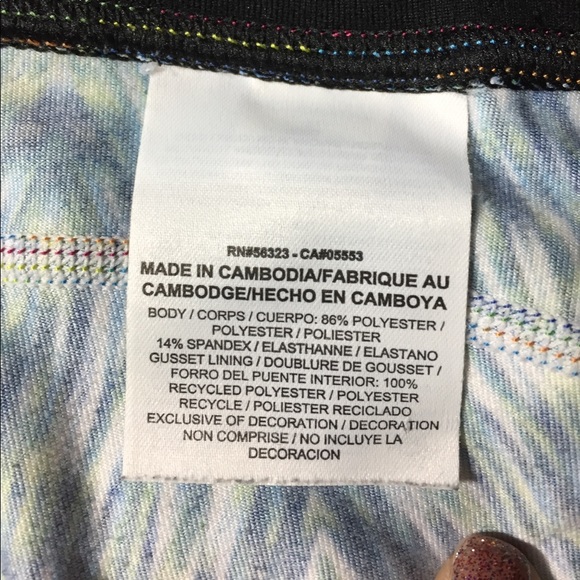 RN#56323 - CA#05553
MADE IN CAMBODIA/FABRIQUE AU
CAMBODGE/HECHO EN CAMBOYA
BODY / CORPS / CUERPO: 86% POLYESTER /
POLYESTER / POLIESTER
14% SPANDEX / ELASTHANNE / ELASTANO
GUSSET LINING / DOUBLURE DE GOUSSET /
FORRO DEL PUENTE INTERIOR: 100%
RECYCLED POLYESTER / POLYESTER
RECYCLE / POLIESTER RECICLADO
EXCLUSIVE OF DECORATION / DECORATION
NON COMPRISE / NO INCLUYE LA
DECORACION